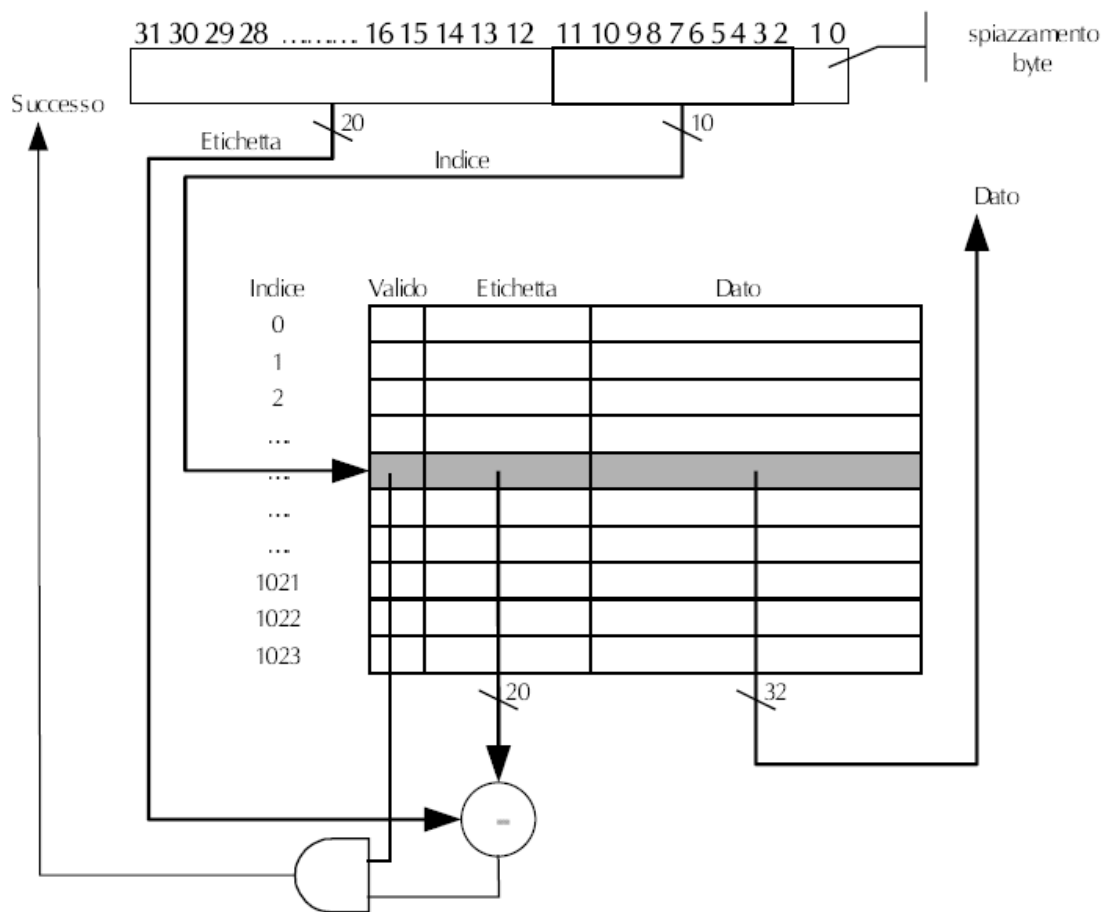 31 30 29 28 ……… 16 15 14 13 12 11 10 9 8 7 6 5 4 3 2 1 0
spiazzamento
byte
Successo
20
10
Etichetta
Indice
Dato
Indice Valido Etichetta Dato
0
1
2
….
….
….
….
1021
1022
1023
20
32
-